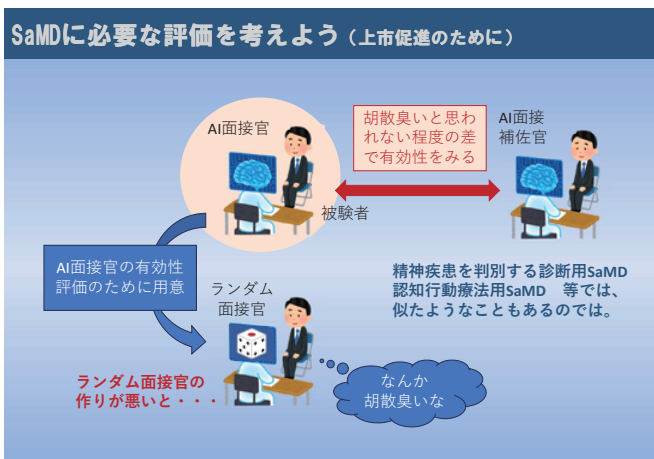 SaMDに必要な評価を考えよう（上市促進のために）
AI面接官
胡散臭いと思わ
れない程度の差
で有効性をみる
AI面接
補佐官
被験者
AI面接官の有効性
評価のために用意
ランダム
面接官
精神疾患を判別する診断用SaMD
認知行動療法用SaMD　等では、
似たようなこともあるのでは。
ランダム面接官の
作りが悪いと・・・
なんか
胡散臭いな